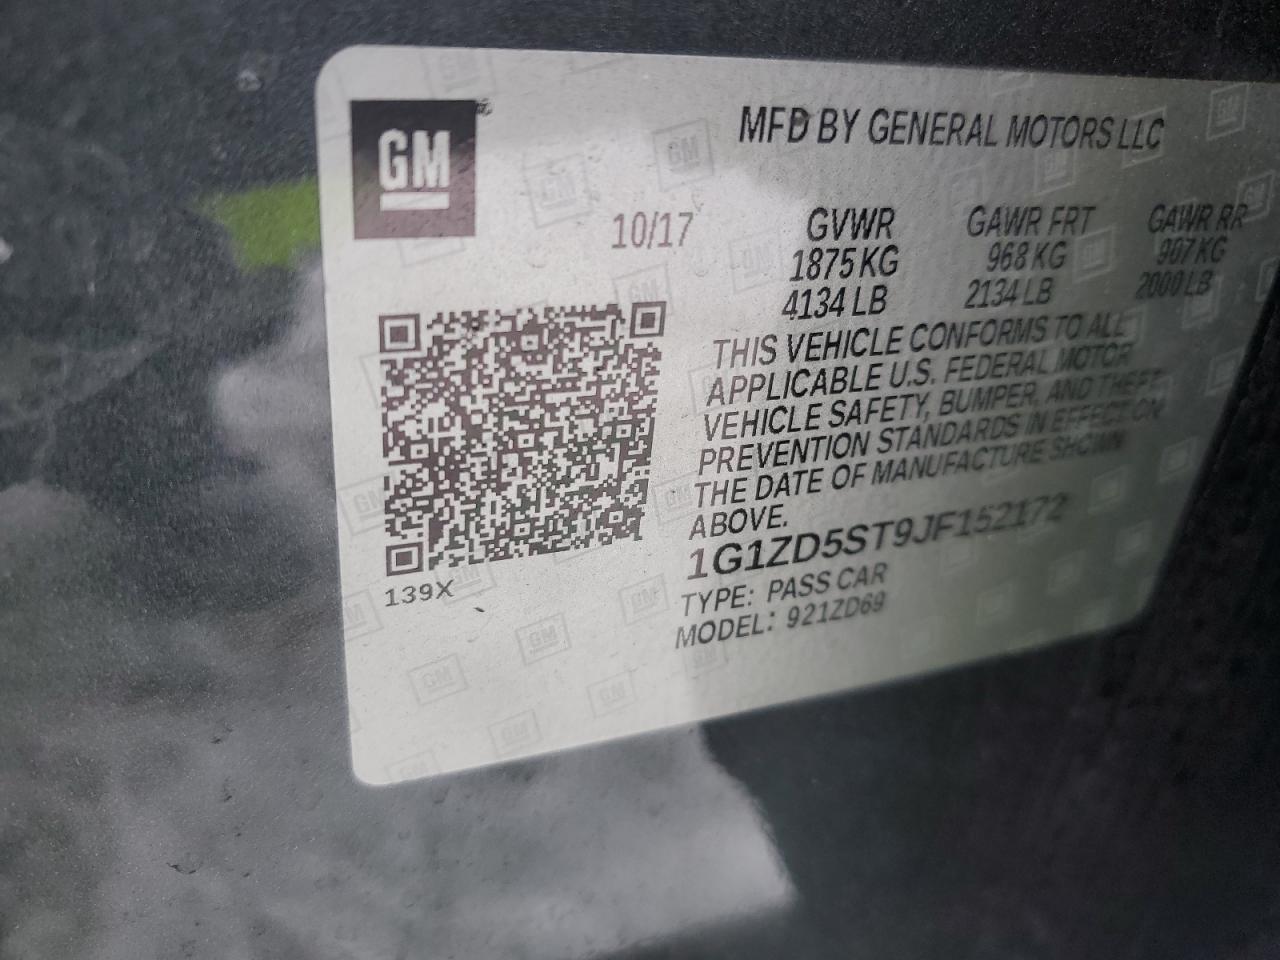 GM
MFD BY GENERAL MOTORS LLC
10/17
GVWR GAWR FRT GAWR RR
1875 KG 968 KG 907 KG
4134 LB 2134 LB 2000 LB
THIS VEHICLE CONFORMS TO ALL
APPLICABLE U.S. FEDERAL MOTOR
VEHICLE SAFETY, BUMPER, AND THEFT
PREVENTION STANDARDS IN EFFECT ON
THE DATE OF MANUFACTURE SHOWN
ABOVE.
1G1ZD5ST9JF152172
TYPE: PASS CAR
MODEL: 921ZD69
139X